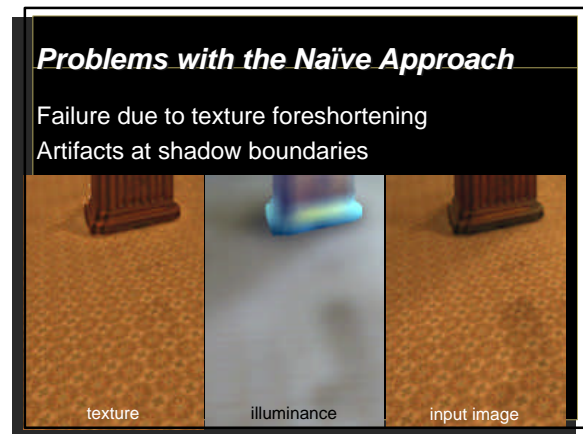 Problems with the Naïve Approach
Failure due to texture foreshortening
Artifacts at shadow boundaries
texture
illuminance
input image